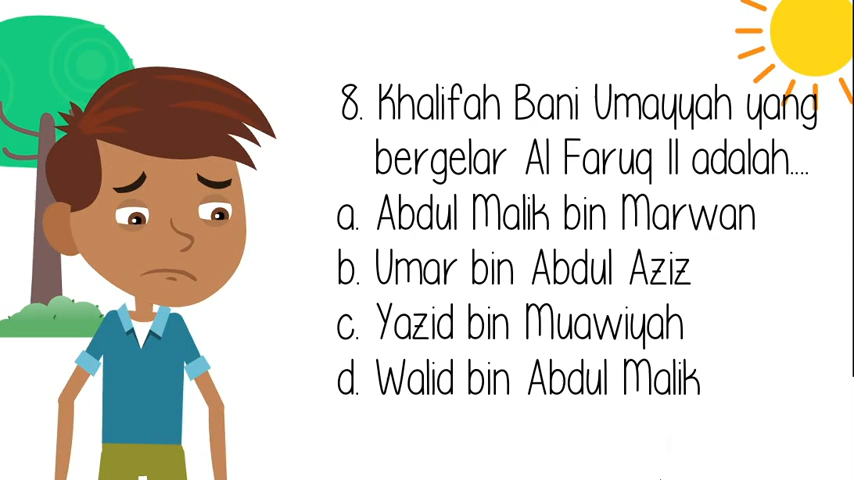 8. Khalifah Bani Umayyah yang
bergelar Al Faruq II adalah....
a. Abdul Malik bin Marwan
b. Umar bin Abdul Aziz
c. Yazid bin Muawiyah
d. Walid bin Abdul Malik